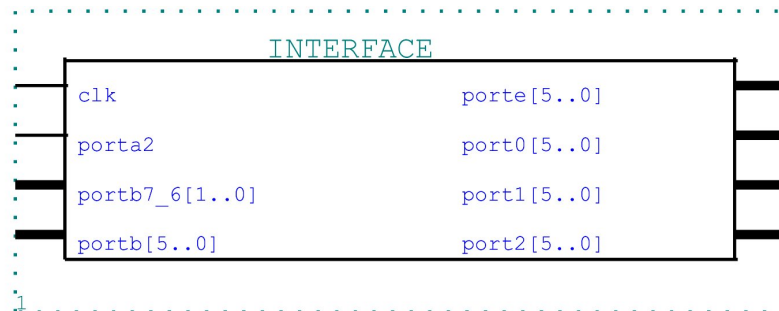 INTERFACE
clk porte[5..0]
porta2 port0[5..0]
portb7_6[1..0] port1[5..0]
portb[5..0] port2[5..0]
1